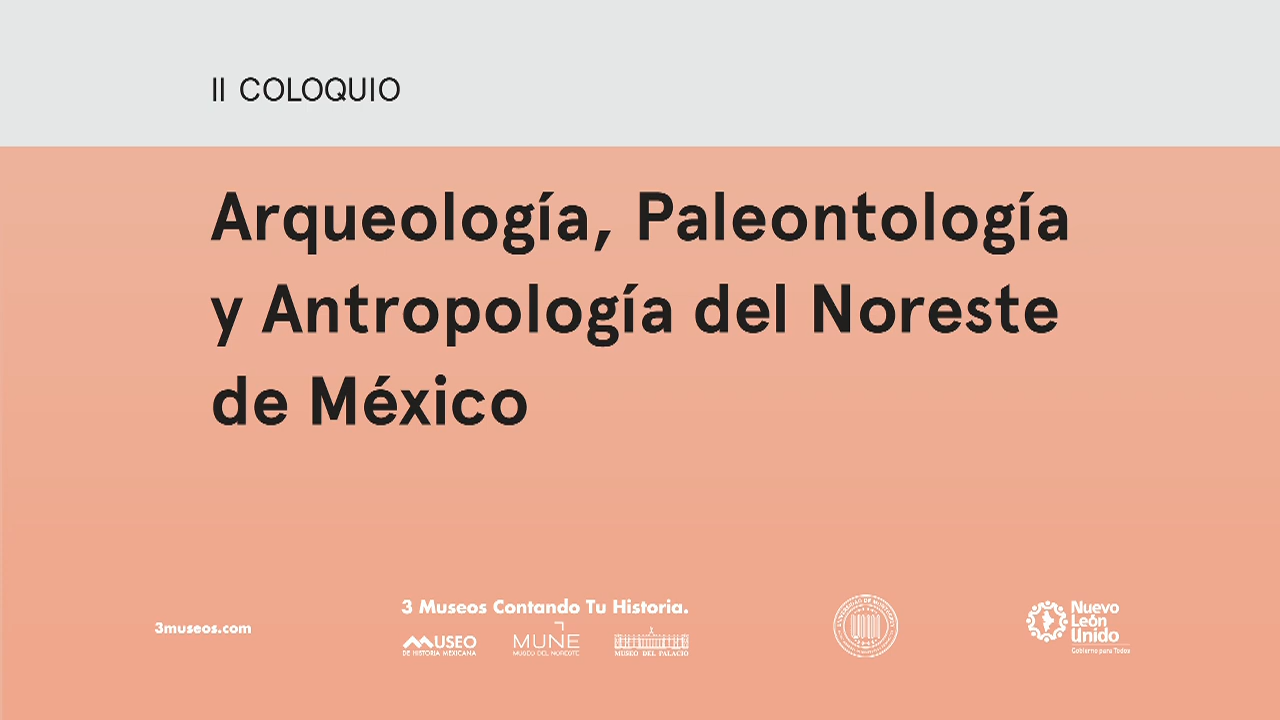 II COLOQUIO
Arqueología, Paleontología
y Antropología del Noreste
de México
3 Museos Contando Tu Historia.
3museos.com
MUSEO
DE HISTORIA MEXICANA
MUNE
MUSEO DEL NORESTE
MUSEO DEL PALACIO
Nuevo
León
Unido
Gobierno para Todos